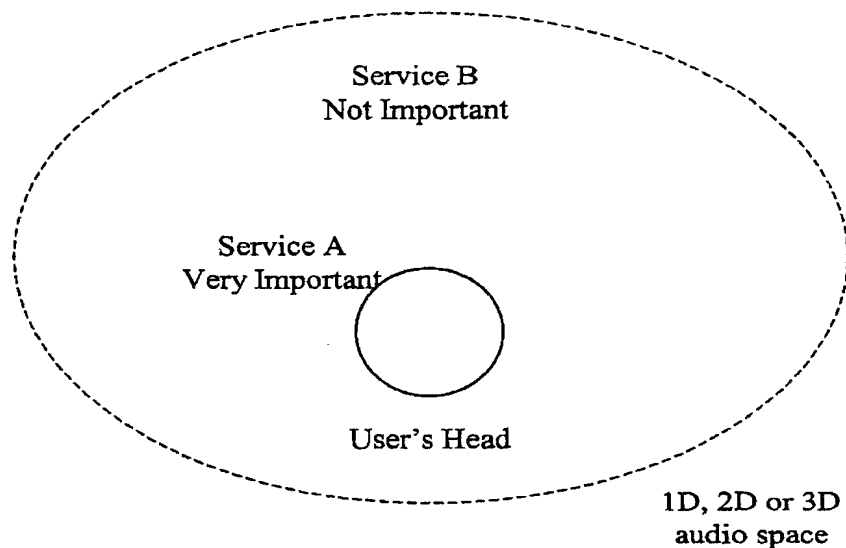 Service B
Not Important
Service A
Very Important
User's Head
1D, 2D or 3D
audio space